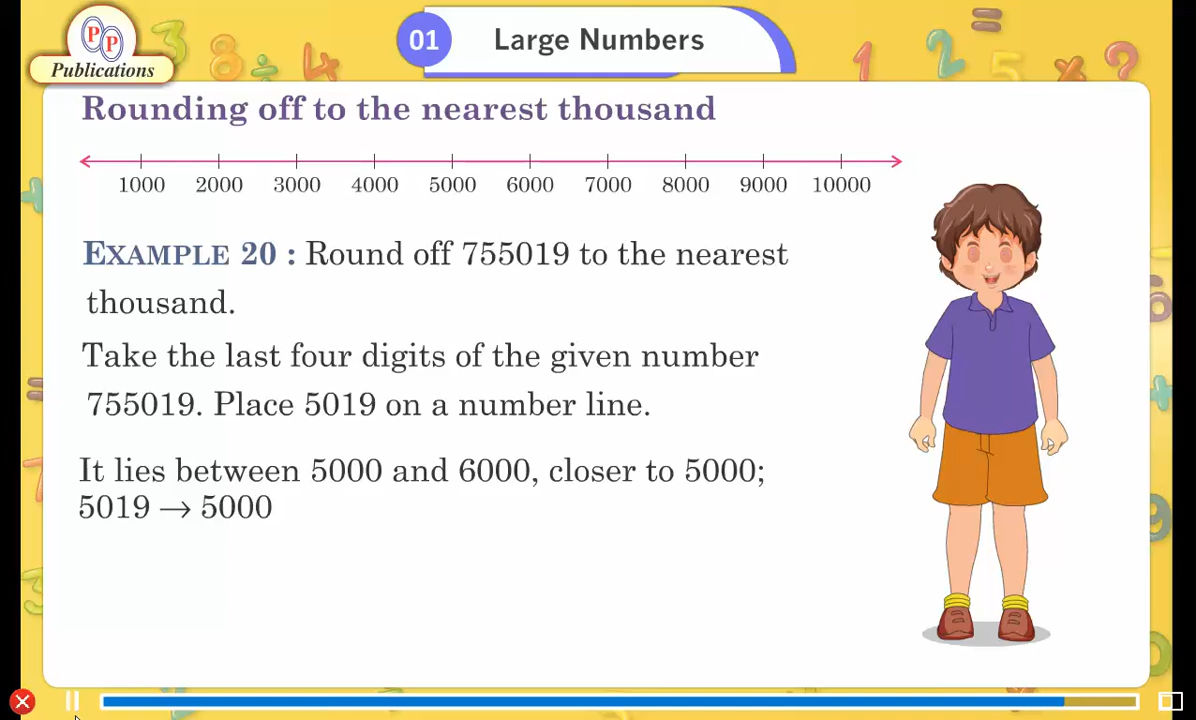 PP
Publications
01 Large Numbers
Rounding off to the nearest thousand
1000 2000 3000 4000 5000 6000 7000 8000 9000 10000
EXAMPLE 20 : Round off 755019 to the nearest
thousand.
Take the last four digits of the given number
755019. Place 5019 on a number line.
It lies between 5000 and 6000, closer to 5000;
5019 → 5000